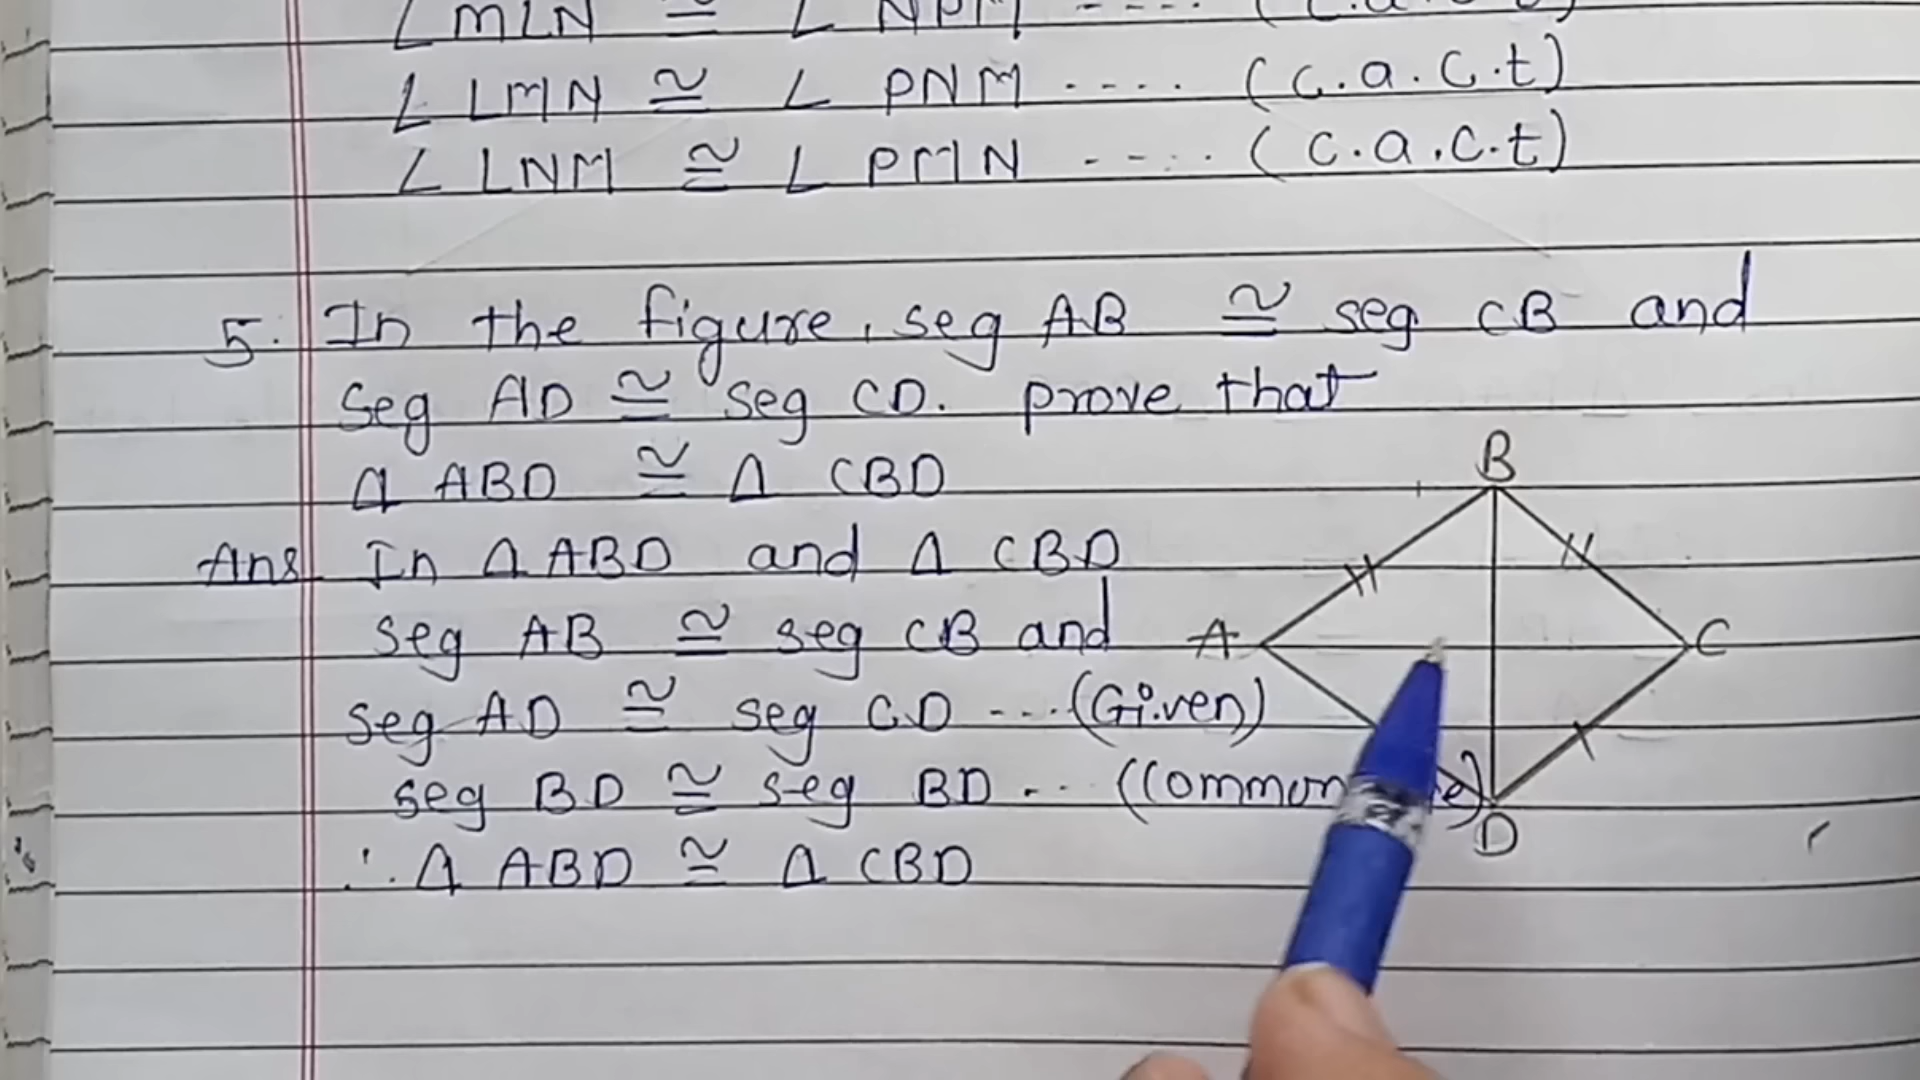 ∠ MLN ≅ ∠ NPM ----
∠ LMN ≅ ∠ PNM .... (c.a.c.t)
∠ LNM ≅ ∠ PMN .... (c.a.c.t)
5. In the figure, seg AB ≅ seg CB and
seg AD ≅ seg CD. prove that
Δ ABD ≅ Δ CBD
Ans In Δ ABD and Δ CBD
seg AB ≅ seg CB and
seg AD ≅ seg CD ... (Given)
seg BD ≅ seg BD ... (Common
∴ Δ ABD ≅ Δ CBD
B
A
C
D